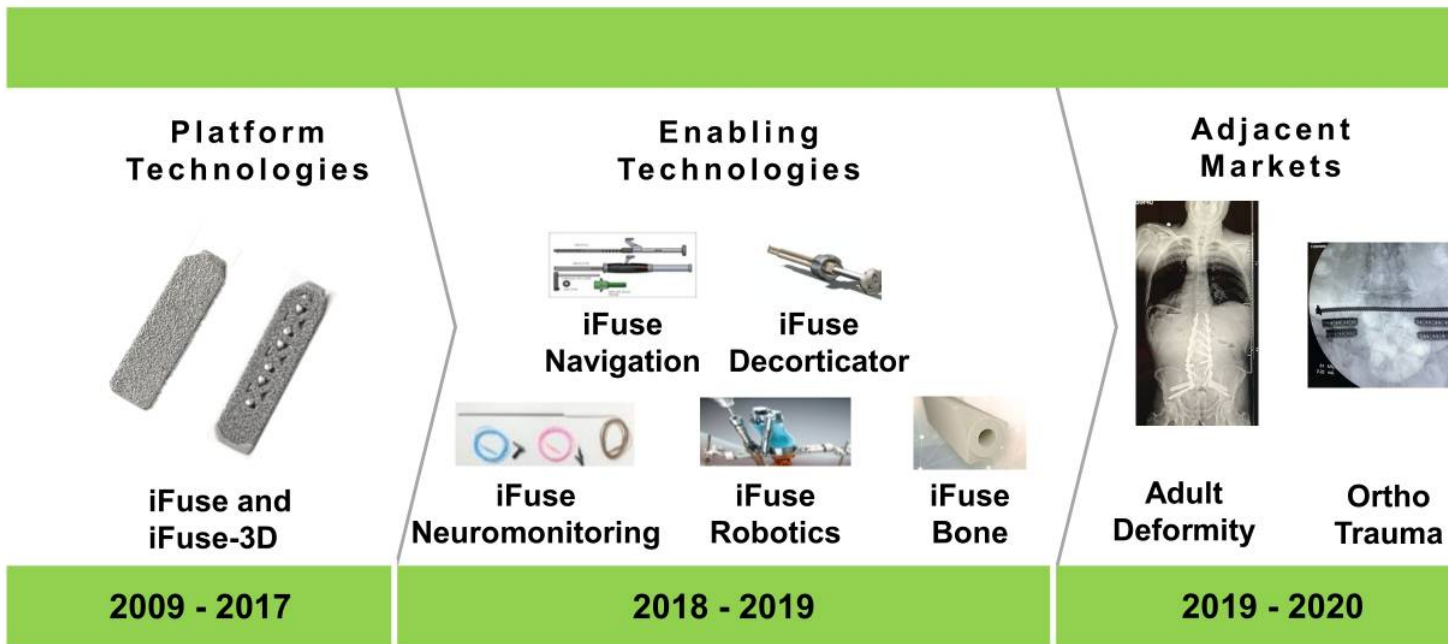 Platform
Technologies
iFuse and
iFuse-3D
2009 - 2017
Enabling
Technologies
iFuse
Navigation
iFuse
Decorticator
iFuse
Neuromonitoring
iFuse
Robotics
iFuse
Bone
2018 - 2019
Adjacent
Markets
Adult
Deformity
Ortho
Trauma
2019 - 2020